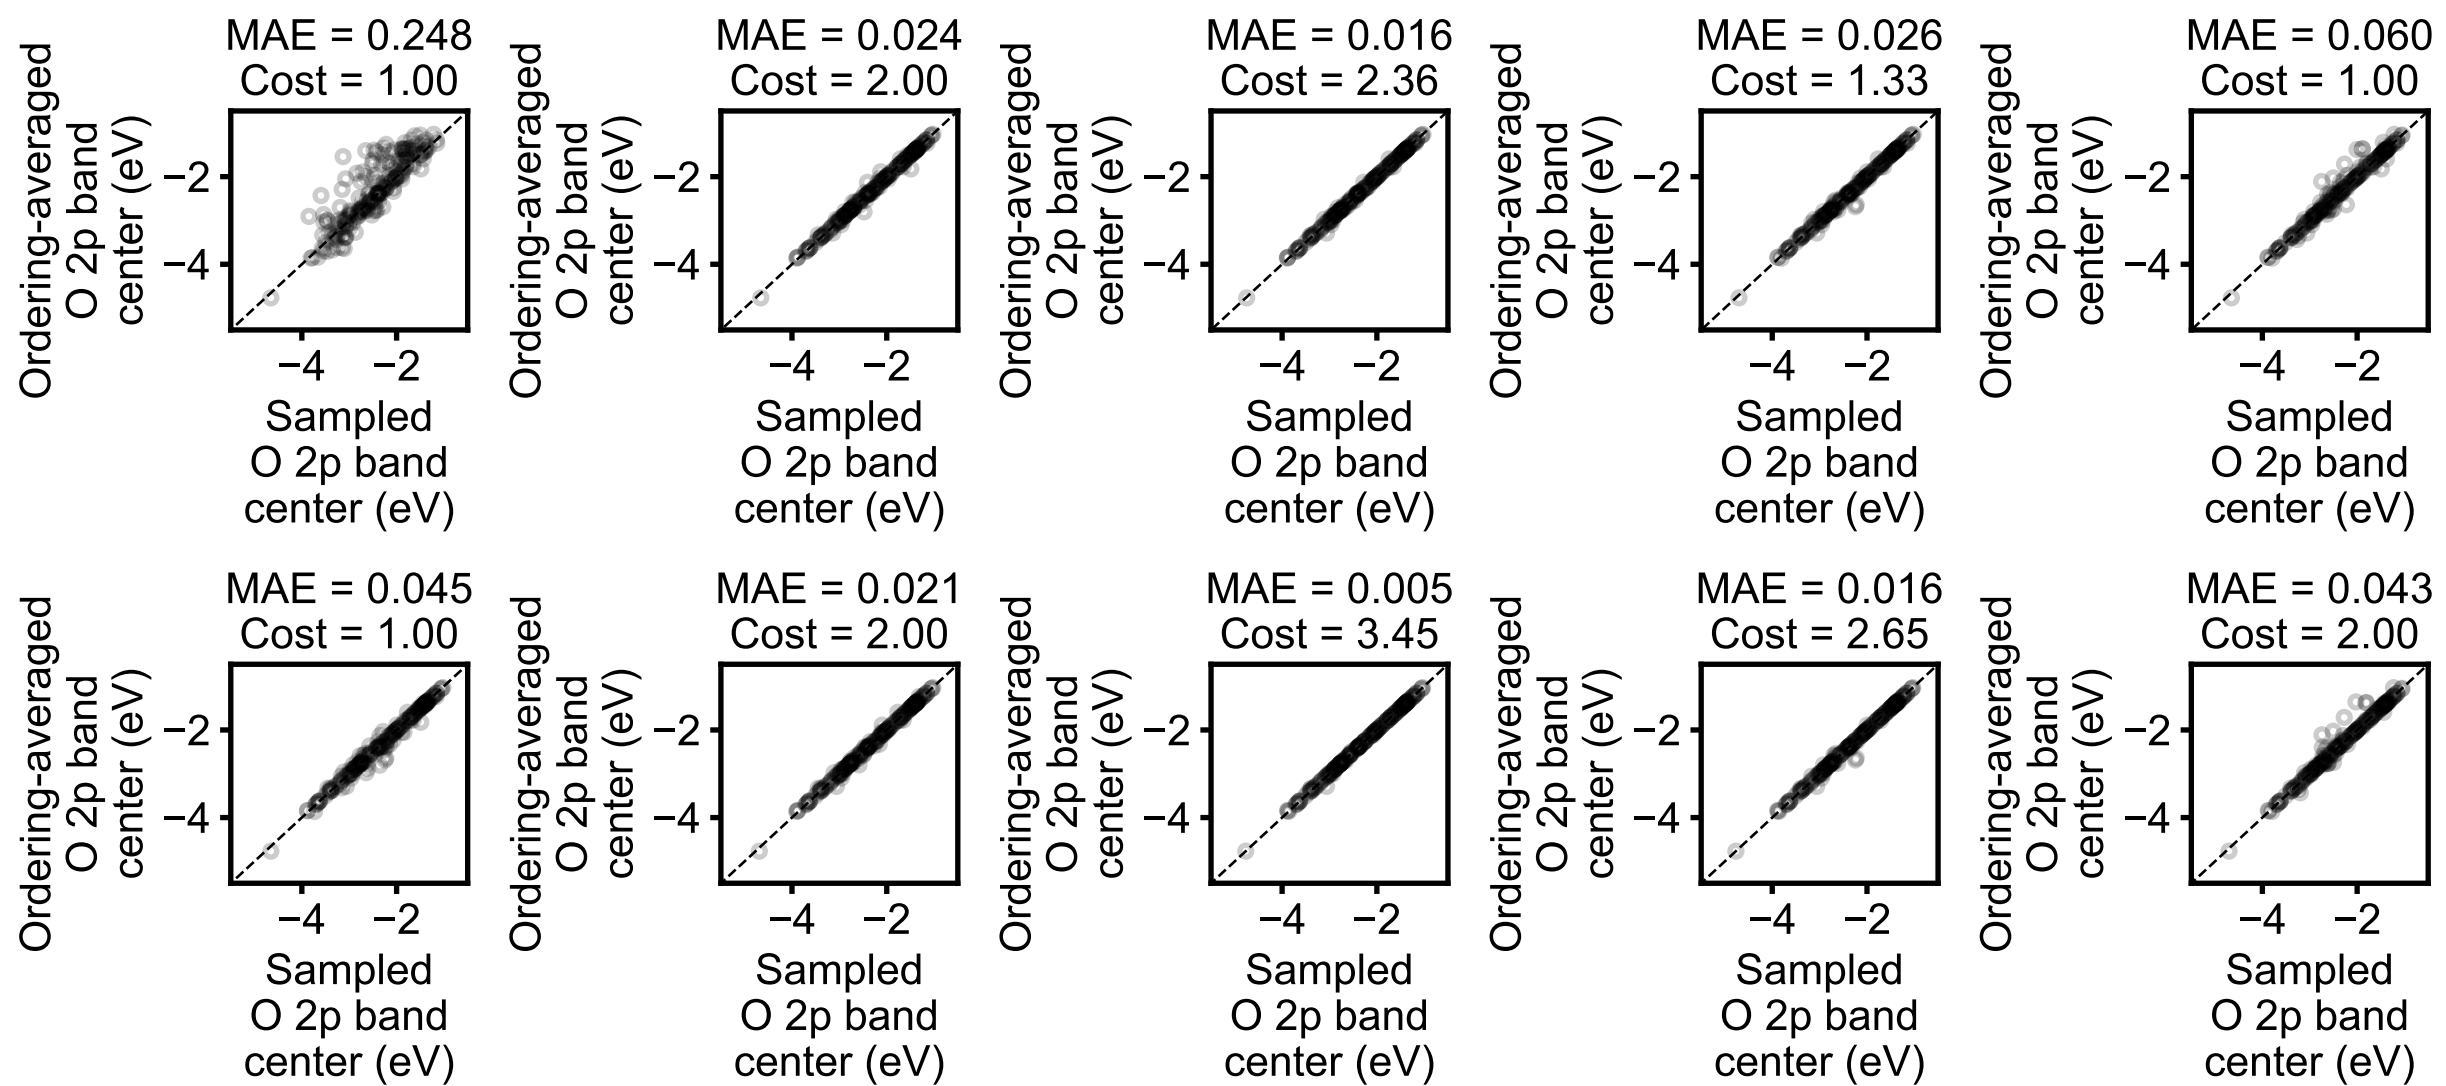 MAE = 0.248
Cost = 1.00
Ordering-averaged
O 2p band
center (eV)
−2
−4
−4 −2
Sampled
O 2p band
center (eV)
MAE = 0.024
Cost = 2.00
Ordering-averaged
O 2p band
center (eV)
−2
−4
−4 −2
Sampled
O 2p band
center (eV)
MAE = 0.016
Cost = 2.36
Ordering-averaged
O 2p band
center (eV)
−2
−4
−4 −2
Sampled
O 2p band
center (eV)
MAE = 0.026
Cost = 1.33
Ordering-averaged
O 2p band
center (eV)
−2
−4
−4 −2
Sampled
O 2p band
center (eV)
MAE = 0.060
Cost = 1.00
Ordering-averaged
O 2p band
center (eV)
−2
−4
−4 −2
Sampled
O 2p band
center (eV)
MAE = 0.045
Cost = 1.00
Ordering-averaged
O 2p band
center (eV)
−2
−4
−4 −2
Sampled
O 2p band
center (eV)
MAE = 0.021
Cost = 2.00
Ordering-averaged
O 2p band
center (eV)
−2
−4
−4 −2
Sampled
O 2p band
center (eV)
MAE = 0.005
Cost = 3.45
Ordering-averaged
O 2p band
center (eV)
−2
−4
−4 −2
Sampled
O 2p band
center (eV)
MAE = 0.016
Cost = 2.65
Ordering-averaged
O 2p band
center (eV)
−2
−4
−4 −2
Sampled
O 2p band
center (eV)
MAE = 0.043
Cost = 2.00
Ordering-averaged
O 2p band
center (eV)
−2
−4
−4 −2
Sampled
O 2p band
center (eV)